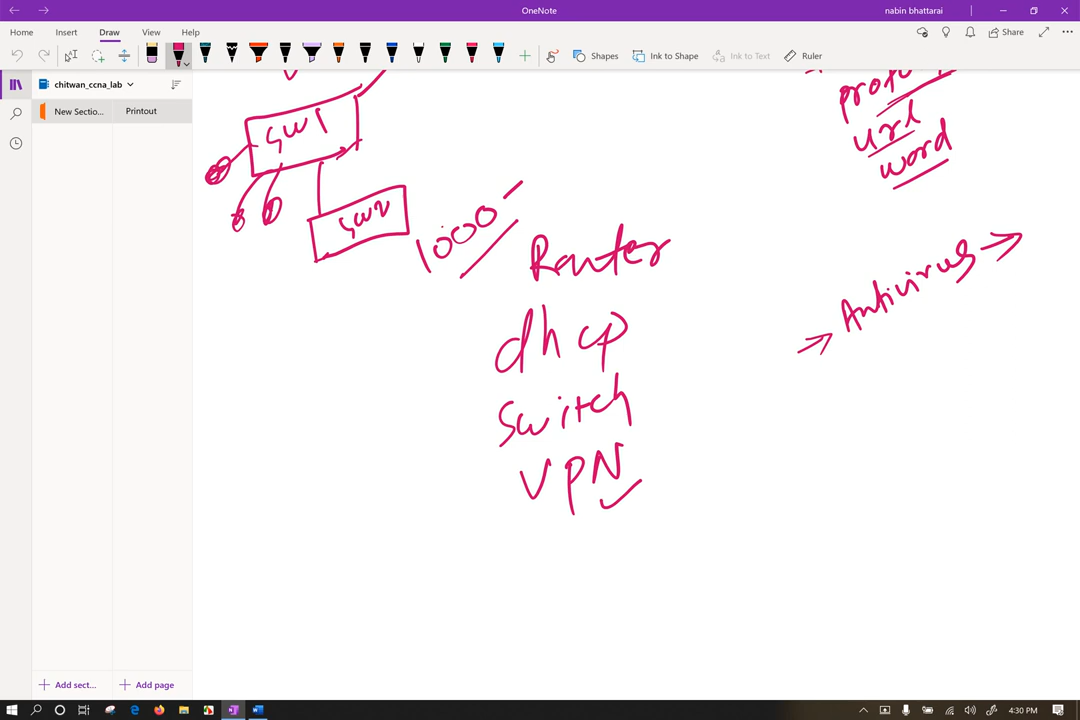 OneNote
nabin bhattarai
Home Insert Draw View Help
Share
Shapes Ink to Shape Ink to Text Ruler
chitwan_ccna_lab
New Sectio...
Printout
url
word
SW1
SW2
1000
Router
dhcp
Switch
VPN
Antivirus
Add sect...
Add page
4:30 PM